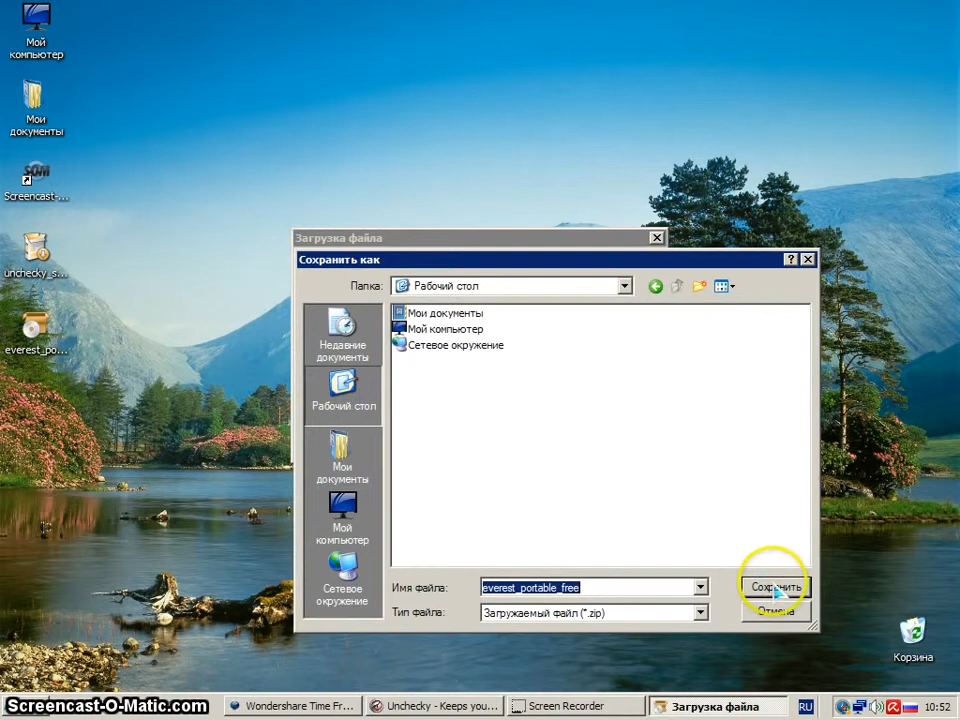 Мой
компьютер
Мои
документы
SOM
Screencast-...
unchecky_s...
everest_po...
Загрузка файла
Сохранить как
Папка:
Рабочий стол
Мои документы
Мой компьютер
Сетевое окружение
Недавние
документы
Рабочий стол
Мои
документы
Мой
компьютер
Сетевое
окружение
Имя файла:
everest_portable_free
Сохранить
Тип файла:
Загружаемый файл (*.zip)
Отмена
Корзина
Screencast-O-Matic.com
Wondershare Time Fr...
Unchecky - Keeps you...
Screen Recorder
Загрузка файла
RU
10:52